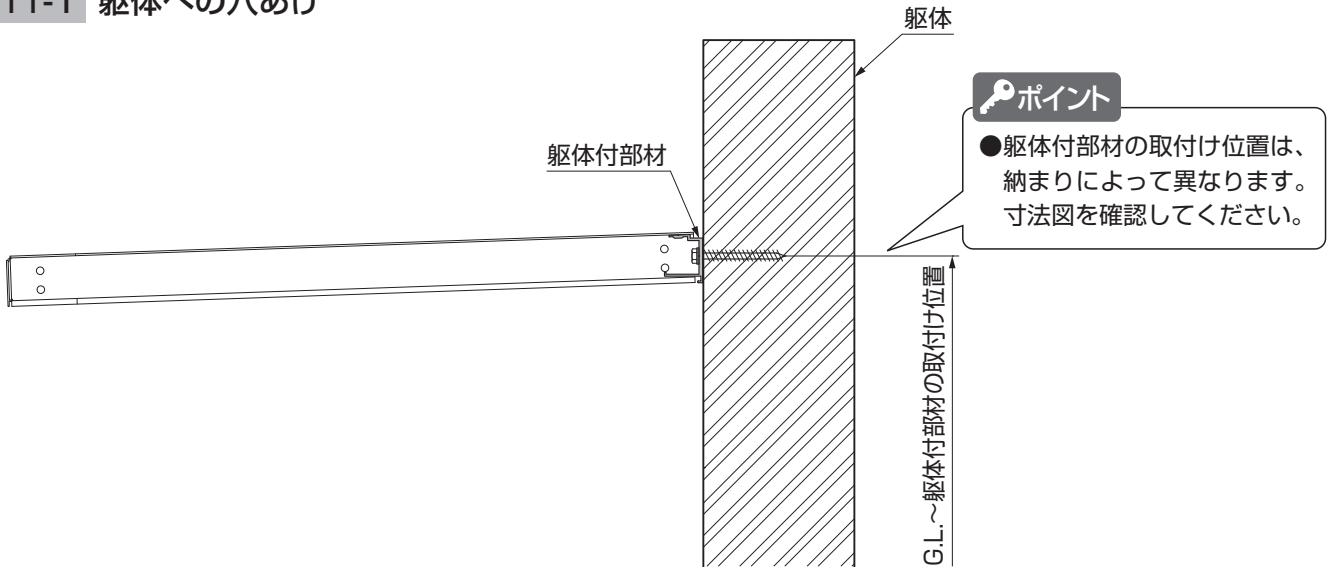 11-1 躯体への穴あけ
躯体
ポイント
●躯体付部材の取付け位置は、
納まりによって異なります。
寸法図を確認してください。
躯体付部材
G.L.～躯体付部材の取付け位置